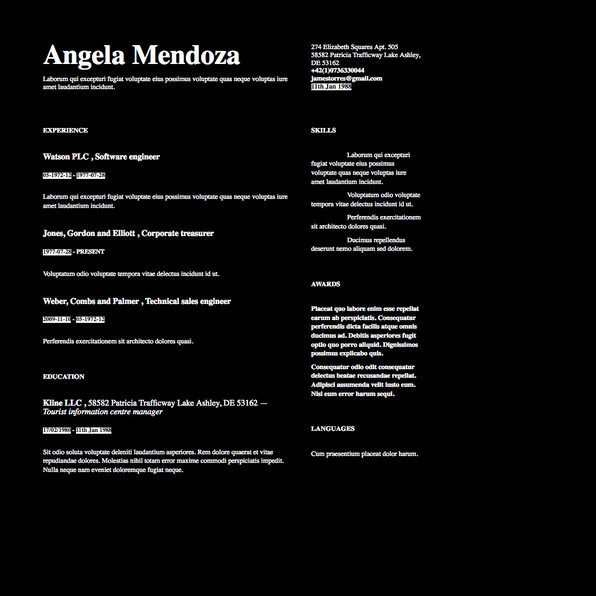 Angela Mendoza
Laborum qui excepturi fugiat voluptate eius possimus voluptate quas neque voluptas iure
amet laudantium incidunt.
274 Elizabeth Squares Apt. 505
58582 Patricia Trafficway Lake Ashley,
DE 53162
+42(1)0736330044
jamestorres@gmail.com
11th Jan 1988
EXPERIENCE
Watson PLC , Software engineer
05-1972-12 - 1977-07-28
Laborum qui excepturi fugiat voluptate eius possimus voluptate quas neque voluptas iure
amet laudantium incidunt.
Jones, Gordon and Elliott , Corporate treasurer
1977-07-28 - PRESENT
Voluptatum odio voluptate tempora vitae delectus incidunt id ut.
Weber, Combs and Palmer , Technical sales engineer
2009-11-10 - 05-1972-12
Perferendis exercitationem sit architecto dolores quasi.
EDUCATION
Kline LLC , 58582 Patricia Trafficway Lake Ashley, DE 53162 —
Tourist information centre manager
17/02/1980 - 11th Jan 1988
Sit odio soluta voluptate deleniti laudantium asperiores. Rem dolore quaerat et vitae
repudiandae dolores. Molestias nihil totam error maxime commodi perspiciatis impedit.
Nulla neque nam eveniet doloremque fugiat neque.
SKILLS
Laborum qui excepturi
fugiat voluptate eius possimus
voluptate quas neque voluptas iure
amet laudantium incidunt.
Voluptatum odio voluptate
tempora vitae delectus incidunt id ut.
Perferendis exercitationem
sit architecto dolores quasi.
Ducimus repellendus
deserunt nemo aliquam sed dolorem.
AWARDS
Placeat quo labore enim esse repellat
earum ab perspiciatis. Consequatur
perferendis dicta facilis atque omnis
ducimus ad. Debitis asperiores fugit
optio quo porro aliquid. Dignissimos
possimus explicabo quis.
Consequatur odio odit consequatur
delectus beatae recusandae repellat.
Adipisci assumenda velit iusto eum.
Nisi eum error harum sequi.
LANGUAGES
Cum praesentium placeat dolor harum.